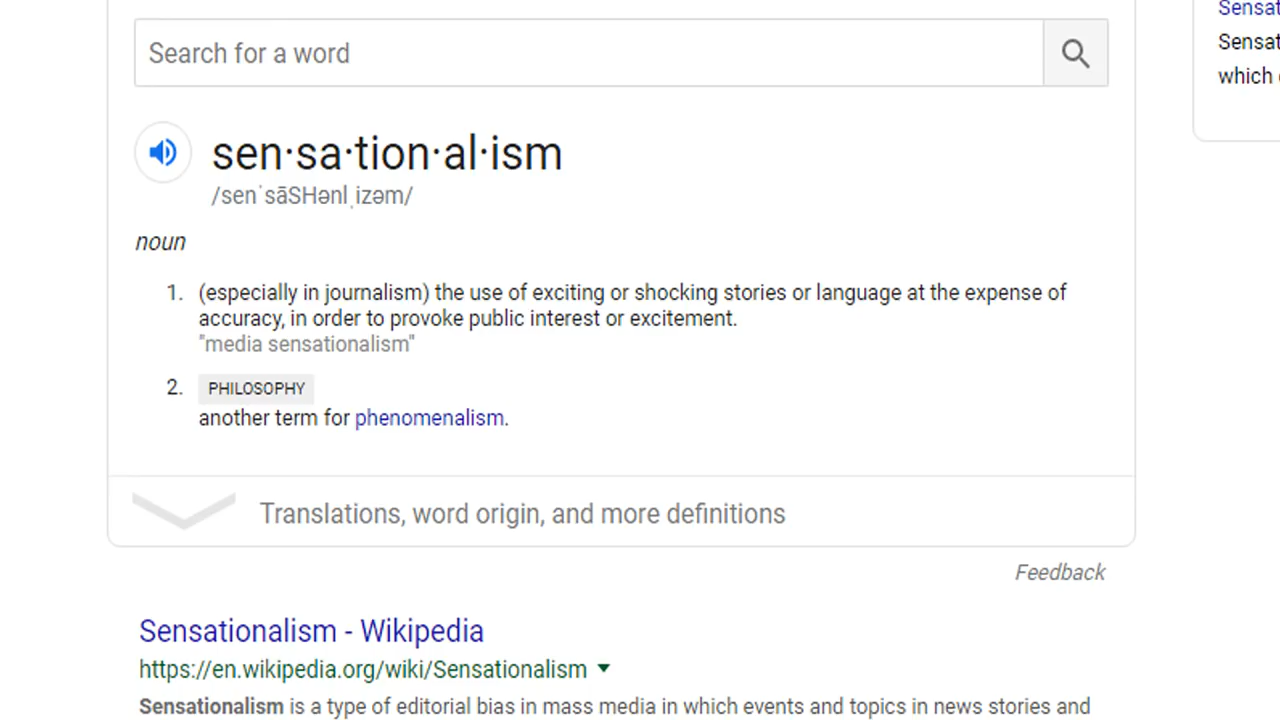 Sensat
Sensat
which
Search for a word
sen·sa·tion·al·ism
/senˈsāSHənlˌizəm/
noun
1. (especially in journalism) the use of exciting or shocking stories or language at the expense of
accuracy, in order to provoke public interest or excitement.
"media sensationalism"
2. PHILOSOPHY
another term for phenomenalism.
Translations, word origin, and more definitions
Feedback
Sensationalism - Wikipedia
https://en.wikipedia.org/wiki/Sensationalism
Sensationalism is a type of editorial bias in mass media in which events and topics in news stories and